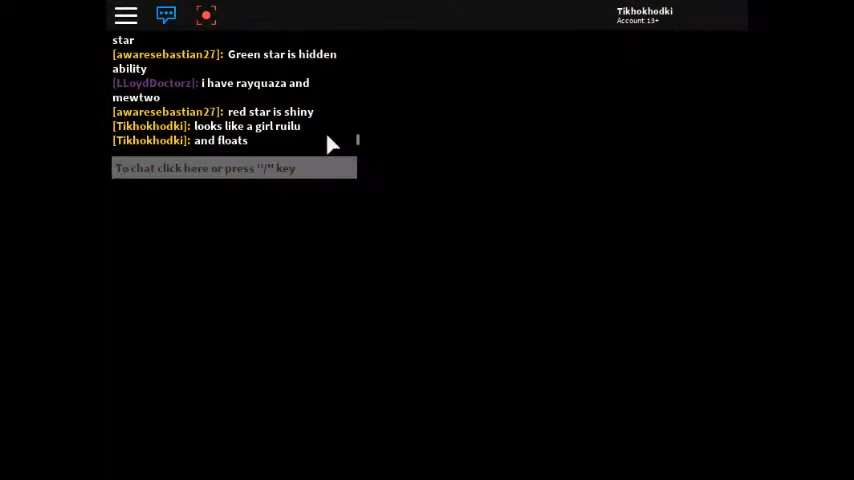 Tikhokhodki
Account: 13+
star
[awaresebastian27]: Green star is hidden
ability
[LLoydDoctorz]: i have rayquaza and
mewtwo
[awaresebastian27]: red star is shiny
[Tikhokhodki]: looks like a girl ruilu
[Tikhokhodki]: and floats
To chat click here or press "/" key